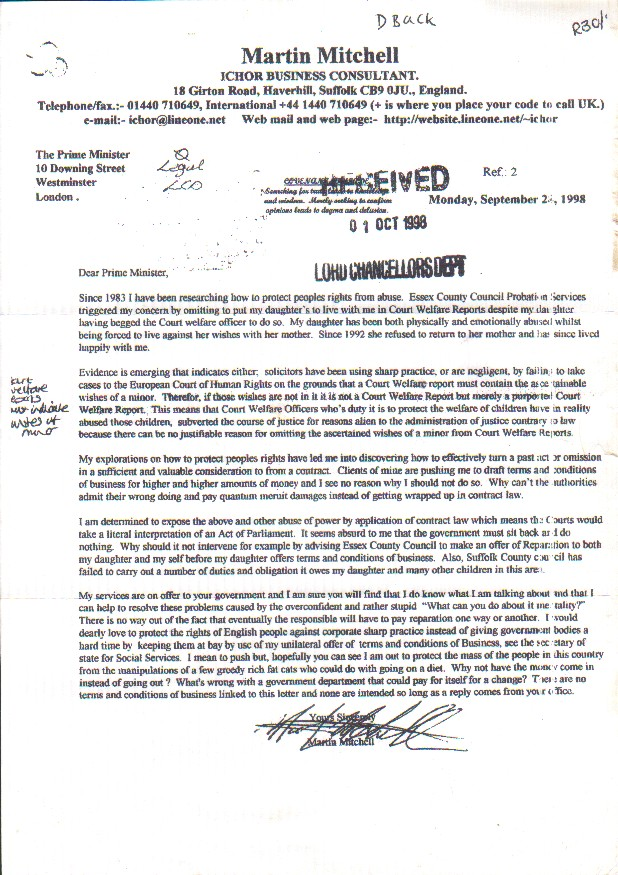 D Back
Martin Mitchell
ICHOR BUSINESS CONSULTANT.
18 Girton Road, Haverhill, Suffolk CB9 0JU., England.
Telephone/fax.:- 01440 710649, International +44 1440 710649 (+ is where you place your code to call UK.)
e-mail:- ichor@lineone.net Web mail and web page:- http://website.lineone.net/~ichor
The Prime Minister
10 Downing Street
Westminster
London .
Legal
LCO
RECEIVED
Searching for
and wisdom. Merely seeking to confirm
opinions leads to dogma and delusion.
Ref.: 2
Monday, September 1998
01 OCT 1998
LORD CHANCELLORS DEPT
Dear Prime Minister,
Since 1983 I have been researching how to protect peoples rights from abuse. Essex County Council Probation Services
triggered my concern by omitting to put my daughter's to live with me in Court Welfare Reports despite my daughter
having begged the Court welfare officer to do so. My daughter has been both physically and emotionally abused whilst
being forced to live against her wishes with her mother. Since 1992 she refused to return to her mother and has since lived
happily with me.
Evidence is emerging that indicates either, solicitors have been using sharp practice, or are negligent, by failing to take
cases to the European Court of Human Rights on the grounds that a Court Welfare report must contain the ascertainable
wishes of a minor. Therefor, if those wishes are not in it it is not a Court Welfare Report but merely a purported Court
Welfare Report. This means that Court Welfare Officers who's duty it is to protect the welfare of children have in reality
abused those children, subverted the course of justice for reasons alien to the administration of justice contrary to law
because there can be no justifiable reason for omitting the ascertained wishes of a minor from Court Welfare Reports.
welfare
must indicate
wishes of
minor
My explorations on how to protect peoples rights have led me into discovering how to effectively turn a past act or omission
in a sufficient and valuable consideration to from a contract. Clients of mine are pushing me to draft terms and conditions
of business for higher and higher amounts of money and I see no reason why I should not do so. Why can't the authorities
admit their wrong doing and pay quantum meruit damages instead of getting wrapped up in contract law.
I am determined to expose the above and other abuse of power by application of contract law which means the Courts would
take a literal interpretation of an Act of Parliament. It seems absurd to me that the government must sit back and do
nothing. Why should it not intervene for example by advising Essex County Council to make an offer of Reparation to both
my daughter and my self before my daughter offers terms and conditions of business. Also, Suffolk County council has
failed to carry out a number of duties and obligation it owes my daughter and many other children in this area.
My services are on offer to your government and I am sure you will find that I do know what I am talking about and that I
can help to resolve these problems caused by the overconfident and rather stupid "What can you do about it mentality?"
There is no way out of the fact that eventually the responsible will have to pay reparation one way or another. I would
dearly love to protect the rights of English people against corporate sharp practice instead of giving government bodies a
hard time by keeping them at bay by use of my unilateral offer of terms and conditions of Business, see the secretary of
state for Social Services. I mean to push but, hopefully you can see I am out to protect the mass of the people in this country
from the manipulations of a few greedy rich fat cats who could do with going on a diet. Why not have the money come in
instead of going out ? What's wrong with a government department that could pay for itself for a change? There are no
terms and conditions of business linked to this letter and none are intended so long as a reply comes from your office.
Yours Sincerely
Martin Mitchell